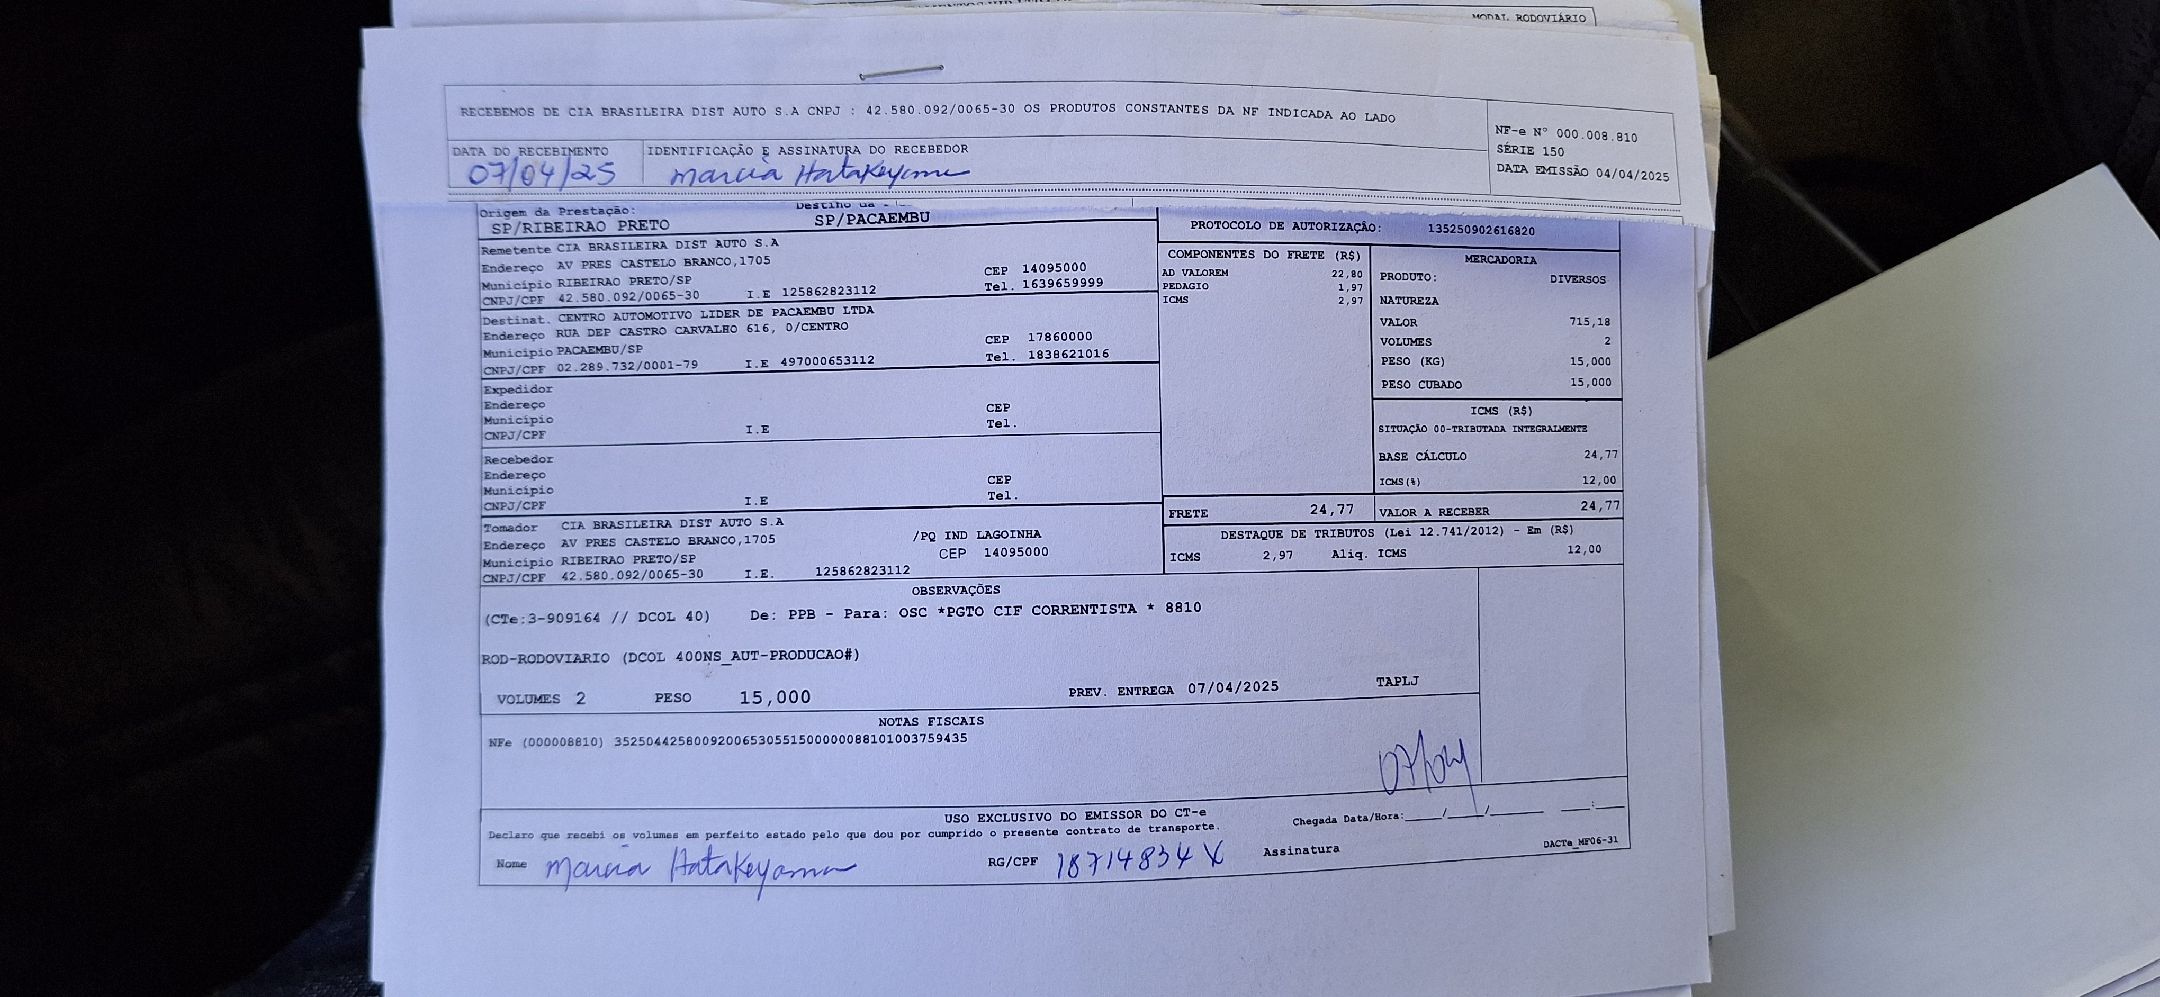 MODAL RODOVIÁRIO
RECEBEMOS DE CIA BRASILEIRA DIST AUTO S.A CNPJ : 42.580.092/0065-30 OS PRODUTOS CONSTANTES DA NF INDICADA AO LADO
NF-e Nº 000.008.810
SÉRIE 150
DATA EMISSÃO 04/04/2025
DATA DO RECEBIMENTO
07/04/25
IDENTIFICAÇÃO E ASSINATURA DO RECEBEDOR
Marcia Hatakeyama
Origem da Prestação:
SP/RIBEIRAO PRETO
SP/PACAEMBU
PROTOCOLO DE AUTORIZAÇÃO: 135250902616820
Remetente CIA BRASILEIRA DIST AUTO S.A
Endereço AV PRES CASTELO BRANCO,1705
Município RIBEIRAO PRETO/SP CEP 14095000
CNPJ/CPF 42.580.092/0065-30 I.E 125862823112 Tel. 1639659999
Destinat. CENTRO AUTOMOTIVO LIDER DE PACAEMBU LTDA
Endereço RUA DEP CASTRO CARVALHO 616, 0/CENTRO
Município PACAEMBU/SP CEP 17860000
CNPJ/CPF 02.289.732/0001-79 I.E 497000653112 Tel. 1838621016
Expedidor
Endereço
Município CEP
CNPJ/CPF I.E Tel.
Recebedor
Endereço
Município CEP
CNPJ/CPF I.E Tel.
Tomador CIA BRASILEIRA DIST AUTO S.A
Endereço AV PRES CASTELO BRANCO,1705 /PQ IND LAGOINHA
Município RIBEIRAO PRETO/SP CEP 14095000
CNPJ/CPF 42.580.092/0065-30 I.E. 125862823112
COMPONENTES DO FRETE (R$)
AD VALOREM 22,80
PEDAGIO 1,97
ICMS 2,97
FRETE 24,77
MERCADORIA
PRODUTO: DIVERSOS
NATUREZA
VALOR 715,18
VOLUMES 2
PESO (KG) 15,000
PESO CUBADO 15,000
ICMS (R$)
SITUAÇÃO 00-TRIBUTADA INTEGRALMENTE
BASE CÁLCULO 24,77
ICMS(%) 12,00
VALOR A RECEBER 24,77
DESTAQUE DE TRIBUTOS (Lei 12.741/2012) - Em (R$)
ICMS 2,97 Aliq. ICMS 12,00
OBSERVAÇÕES
(CTe:3-909164 // DCOL 40) De: PPB - Para: OSC *PGTO CIF CORRENTISTA * 8810
ROD-RODOVIARIO (DCOL 400NS_AUT-PRODUCAO#)
VOLUMES 2 PESO 15,000 PREV. ENTREGA 07/04/2025 TAPLJ
NOTAS FISCAIS
NFe (000008810) 35250442580092006530551500000088101003759435
07/04
USO EXCLUSIVO DO EMISSOR DO CT-e
Declaro que recebi os volumes em perfeito estado pelo que dou por cumprido o presente contrato de transporte.
Chegada Data/Hora:____/____/______ ___:___
Nome Marcia Hatakeyama RG/CPF 18714834X Assinatura
DACTe_MF06-31